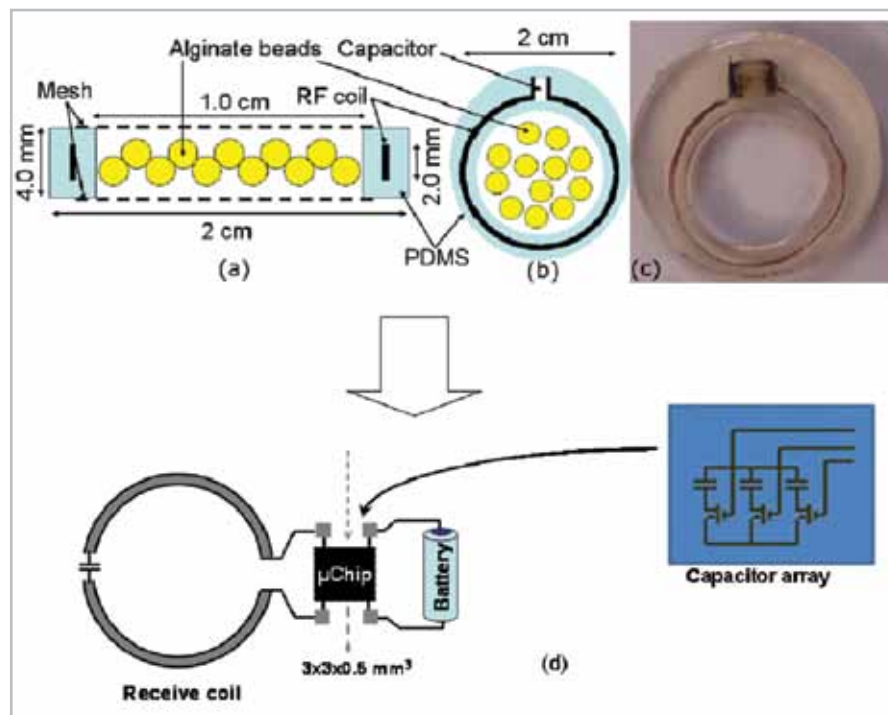 Alginate beads Capacitor
2 cm
Mesh
1.0 cm
RF coil
4.0 mm
2.0 mm
2 cm
PDMS
(a)
(b)
(c)
µChip
Battery
Capacitor array
3x3x0.5 mm³
(d)
Receive coil